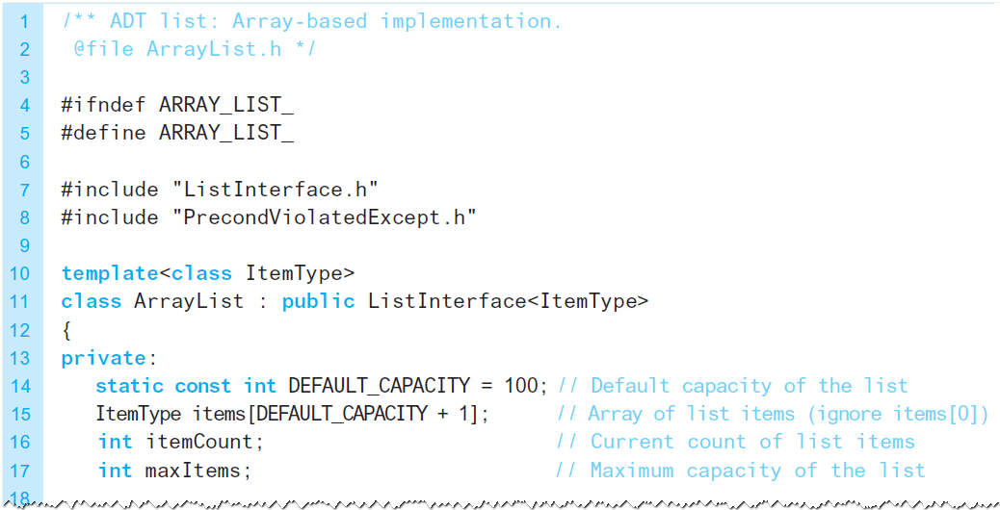 1 /** ADT list: Array-based implementation.
2 @file ArrayList.h */
3
4 #ifndef ARRAY_LIST_
5 #define ARRAY_LIST_
6
7 #include "ListInterface.h"
8 #include "PrecondViolatedExcept.h"
9
10 template<class ItemType>
11 class ArrayList : public ListInterface<ItemType>
12 {
13 private:
14 static const int DEFAULT_CAPACITY = 100; // Default capacity of the list
15 ItemType items[DEFAULT_CAPACITY + 1]; // Array of list items (ignore items[0])
16 int itemCount; // Current count of list items
17 int maxItems; // Maximum capacity of the list
18